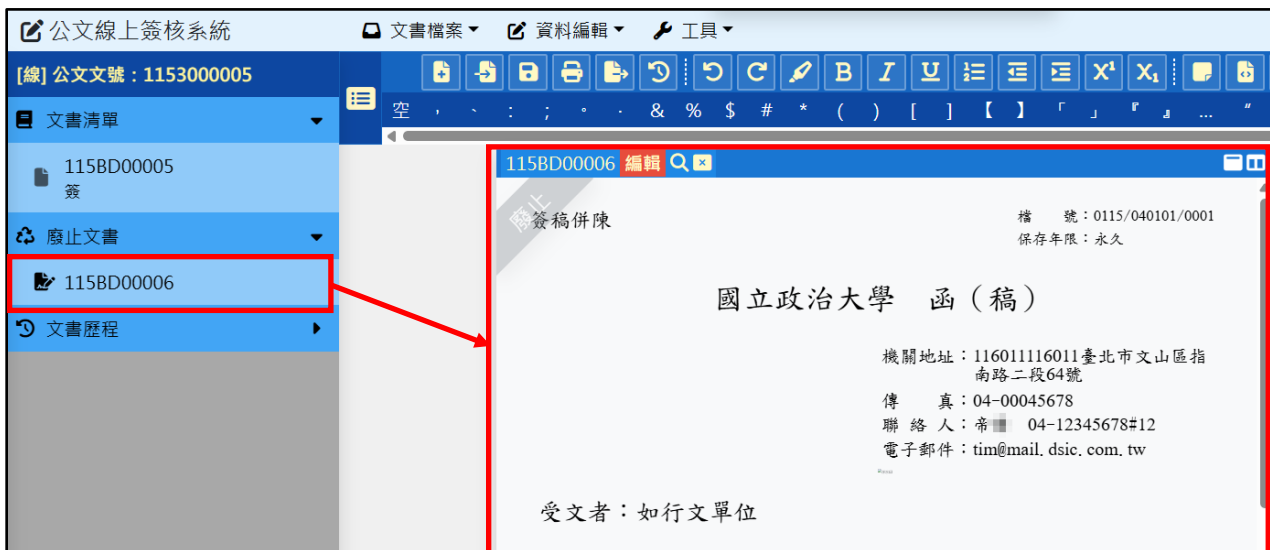 公文線上簽核系統
文書檔案 資料編輯 工具
[線] 公文文號：1153000005
B I U X¹ X₁
空 ， 、 ： ； 。 ． & % $ # * ( ) [ ] 【 】 「 」 『 』 … 〃
文書清單
115BD00005
簽
廢止文書
115BD00006
文書歷程
115BD00006 編輯
廢止
簽稿併陳
檔 號：0115/040101/0001
保存年限：永久
國立政治大學 函（稿）
機關地址：116011116011臺北市文山區指
南路二段64號
傳 真：04-00045678
聯 絡 人：帝 04-12345678#12
電子郵件：tim@mail.dsic.com.tw
受文者：如行文單位